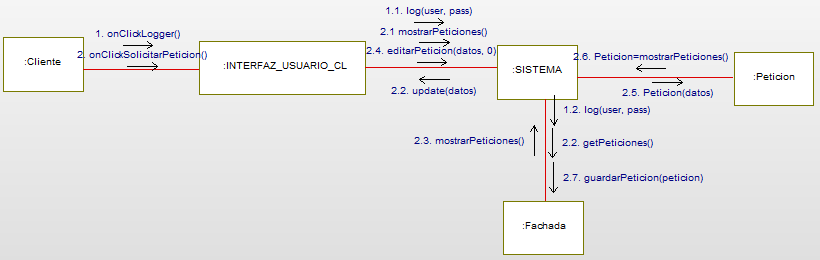 1.1. log(user, pass)
1. onClickLogger()
2.1 mostrarPeticiones()
2. onClickSolicitarPeticion()
2.4. editarPeticion(datos, 0)
2.6. Peticion=mostrarPeticiones()
:Cliente
:INTERFAZ_USUARIO_CL
:SISTEMA
:Peticion
2.2. update(datos)
2.5. Peticion(datos)
1.2. log(user, pass)
2.3. mostrarPeticiones()
2.2. getPeticiones()
2.7. guardarPeticion(peticion)
:Fachada